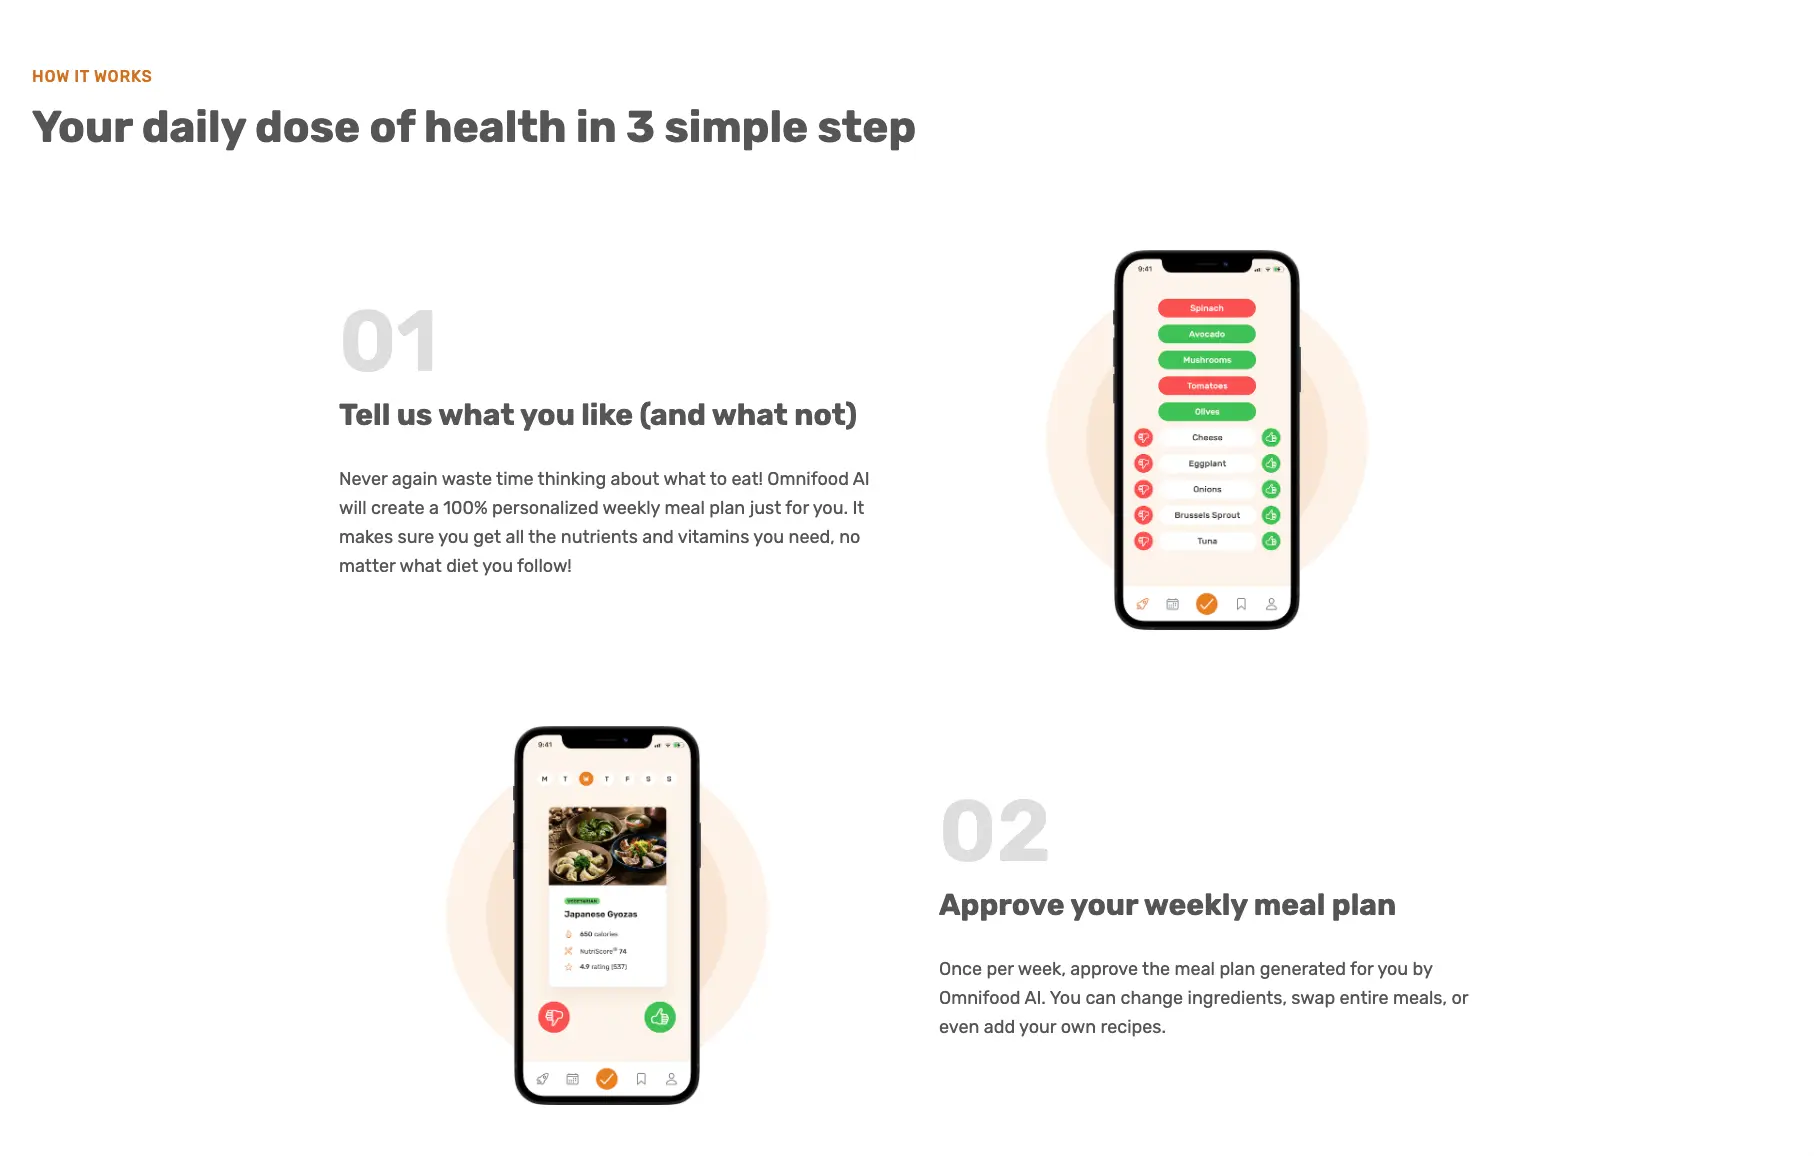 HOW IT WORKS
Your daily dose of health in 3 simple step
01
Tell us what you like (and what not)
Never again waste time thinking about what to eat! Omnifood AI
will create a 100% personalized weekly meal plan just for you. It
makes sure you get all the nutrients and vitamins you need, no
matter what diet you follow!
9:41
Spinach
Avocado
Mushrooms
Tomatoes
Olives
Cheese
Eggplant
Onions
Brussels Sprout
Tuna
9:41
M T W T F S S
VEGETARIAN
Japanese Gyozas
650 calories
NutriScore® 74
4.9 rating (537)
02
Approve your weekly meal plan
Once per week, approve the meal plan generated for you by
Omnifood AI. You can change ingredients, swap entire meals, or
even add your own recipes.